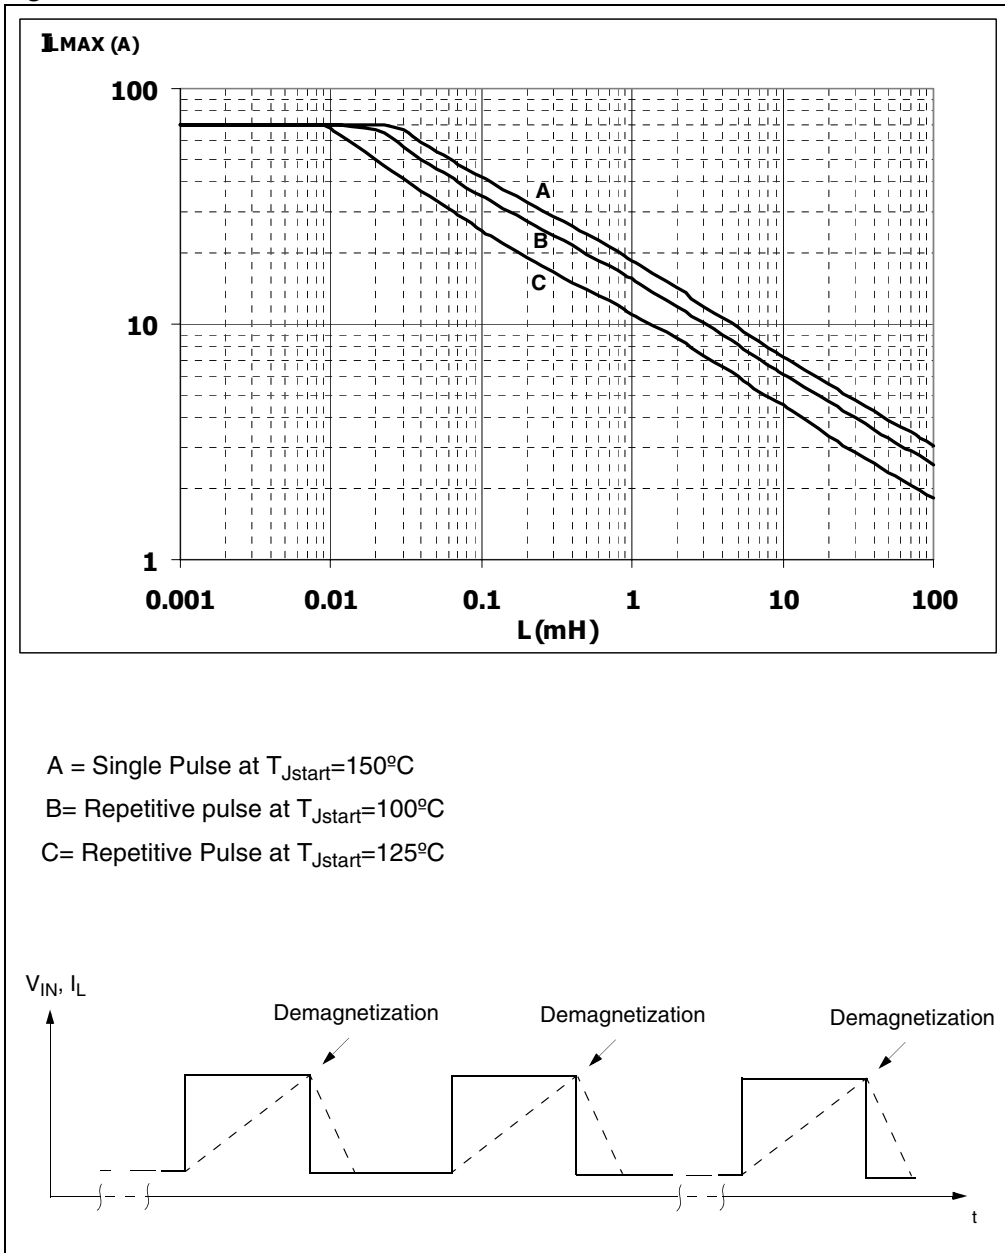 ILMAX (A)
100
10
1
A
B
C
0.001 0.01 0.1 1 10 100
L(mH)
A = Single Pulse at TJstart=150ºC
B= Repetitive pulse at TJstart=100ºC
C= Repetitive Pulse at TJstart=125ºC
VIN, IL
Demagnetization Demagnetization Demagnetization
t